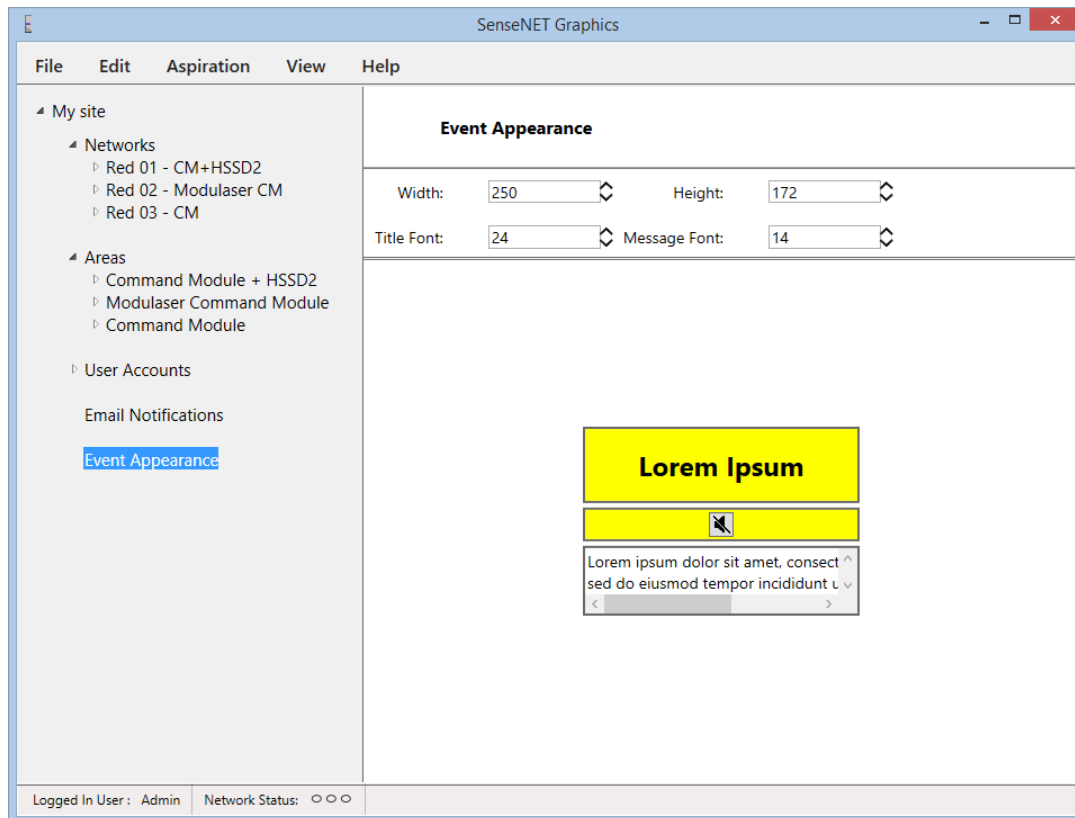 SenseNET Graphics
File Edit Aspiration View Help
My site
Networks
Red 01 - CM+HSSD2
Red 02 - Modulaser CM
Red 03 - CM
Areas
Command Module + HSSD2
Modulaser Command Module
Command Module
User Accounts
Email Notifications
Event Appearance
Event Appearance
Width: 250 Height: 172
Title Font: 24 Message Font: 14
Lorem Ipsum
Lorem ipsum dolor sit amet, consect
sed do eiusmod tempor incididunt u
Logged In User : Admin Network Status: